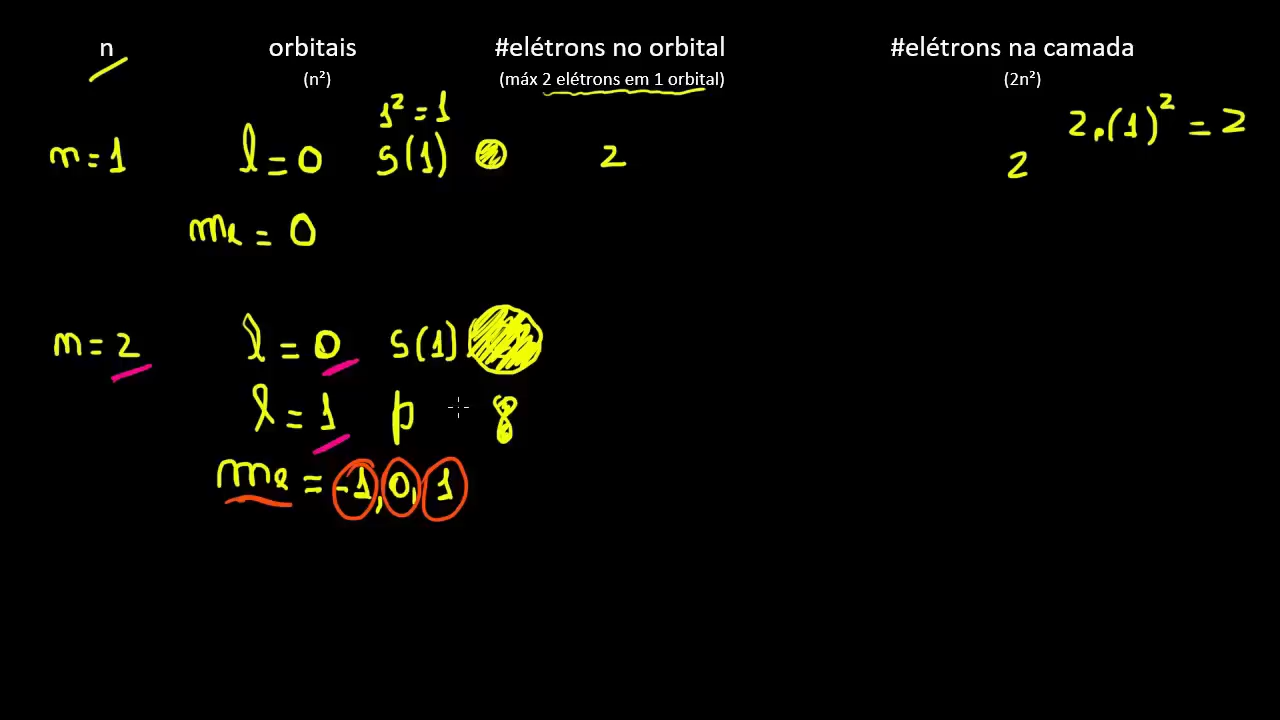 n orbitais #elétrons no orbital #elétrons na camada
(n²) (máx 2 elétrons em 1 orbital) (2n²)
1² = 1 2.(1)² = 2
n = 1 l = 0 s(1) 2 2
mₗ = 0
n = 2 l = 0 s(1)
l = 1 p
mₗ = -1, 0, 1